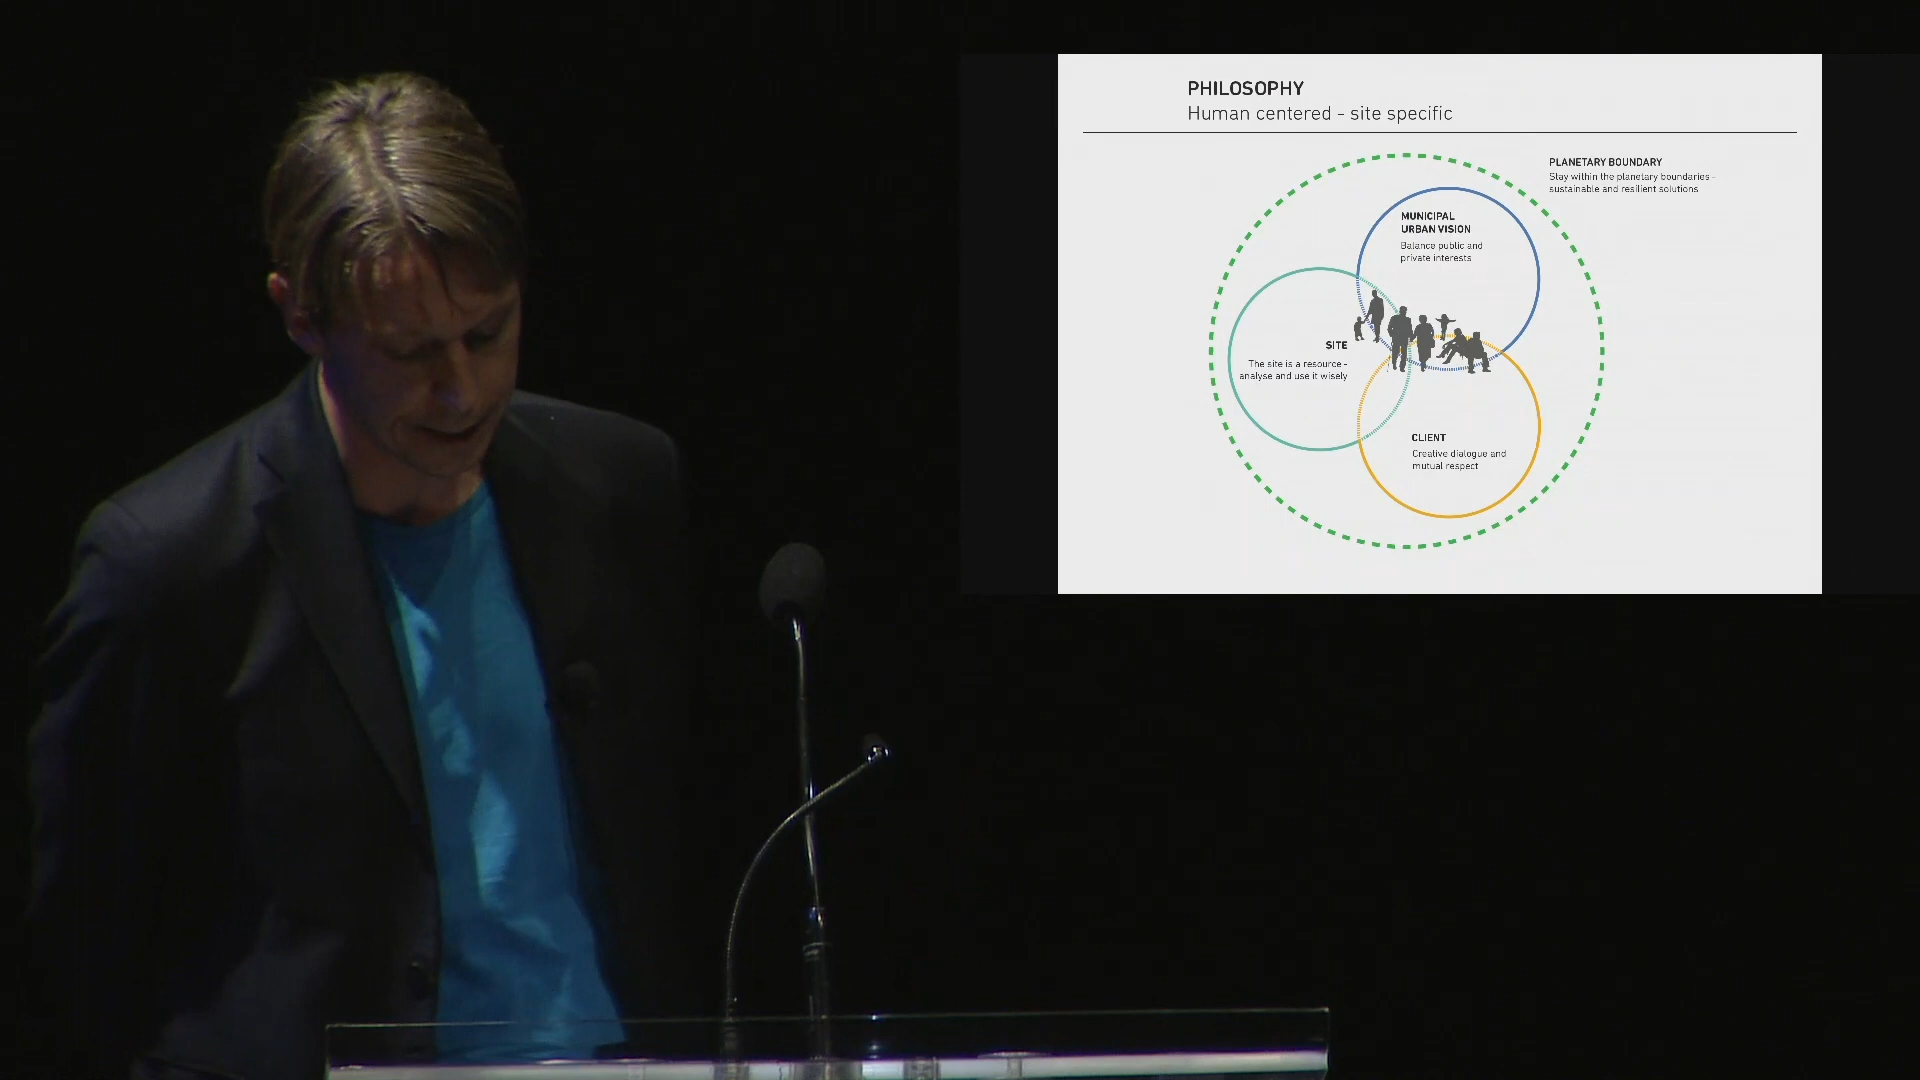 PHILOSOPHY
Human centered - site specific
PLANETARY BOUNDARY
Stay within the planetary boundaries -
sustainable and resilient solutions
MUNICIPAL
URBAN VISION
Balance public and
private interests
SITE
The site is a resource -
analyse and use it wisely
CLIENT
Creative dialogue and
mutual respect